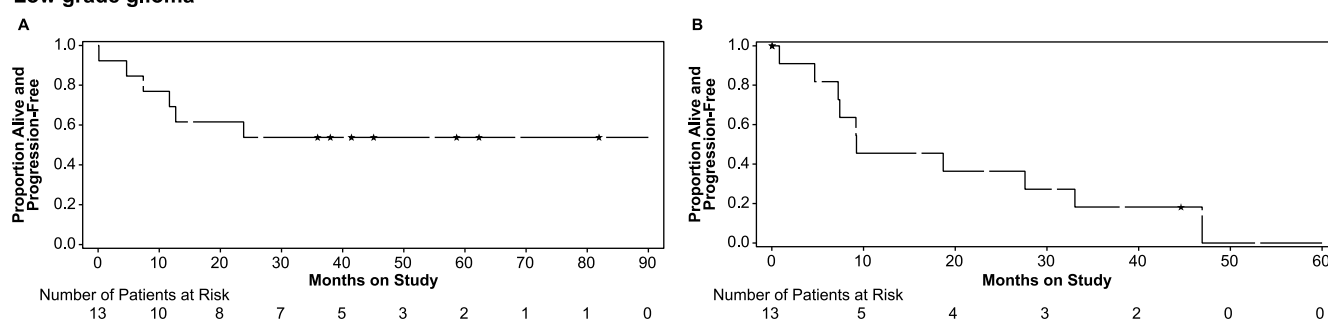 Low grade glioma
A
Proportion Alive and
Progression-Free
1.0
0.8
0.6
0.4
0.2
0.0
0 10 20 30 40 50 60 70 80 90
Months on Study
Number of Patients at Risk
13 10 8 7 5 3 2 1 1 0
B
Proportion Alive and
Progression-Free
1.0
0.8
0.6
0.4
0.2
0.0
0 10 20 30 40 50 60
Months on Study
Number of Patients at Risk
13 5 4 3 2 0 0